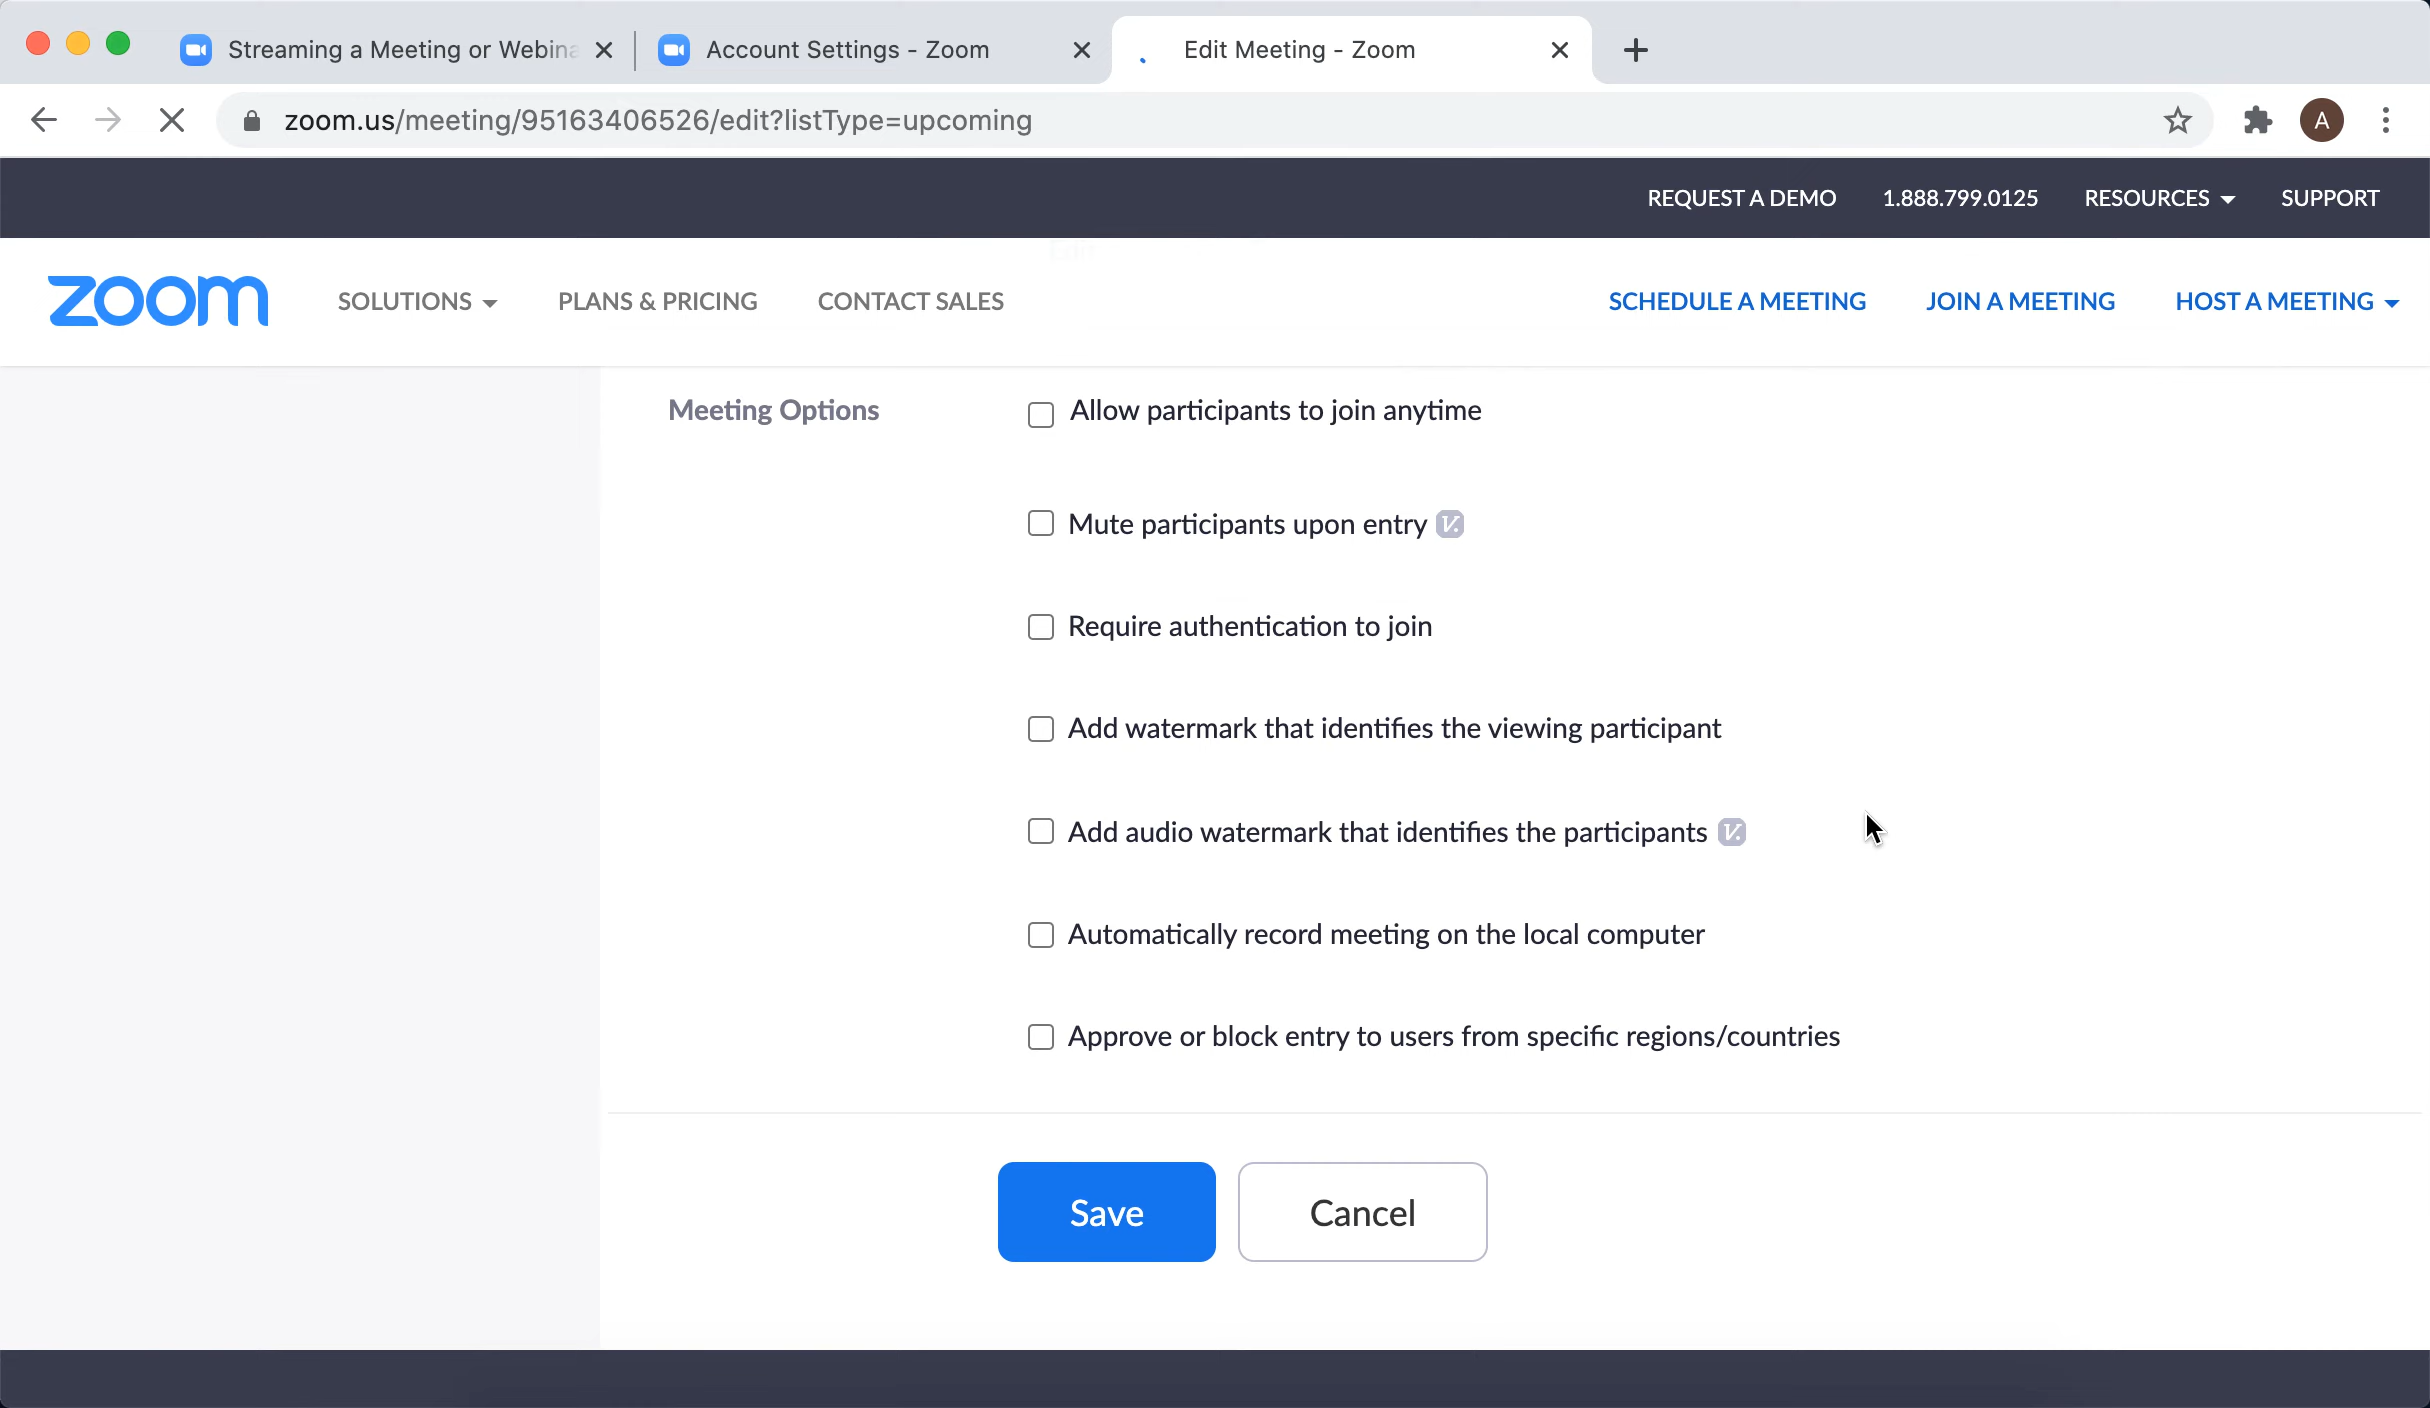 Streaming a Meeting or Webina
Account Settings - Zoom
Edit Meeting - Zoom
zoom.us/meeting/95163406526/edit?listType=upcoming
A
REQUEST A DEMO
1.888.799.0125
RESOURCES
SUPPORT
zoom
SOLUTIONS
PLANS & PRICING
CONTACT SALES
SCHEDULE A MEETING
JOIN A MEETING
HOST A MEETING
Meeting Options
Allow participants to join anytime
Mute participants upon entry
Require authentication to join
Add watermark that identifies the viewing participant
Add audio watermark that identifies the participants
Automatically record meeting on the local computer
Approve or block entry to users from specific regions/countries
Save
Cancel